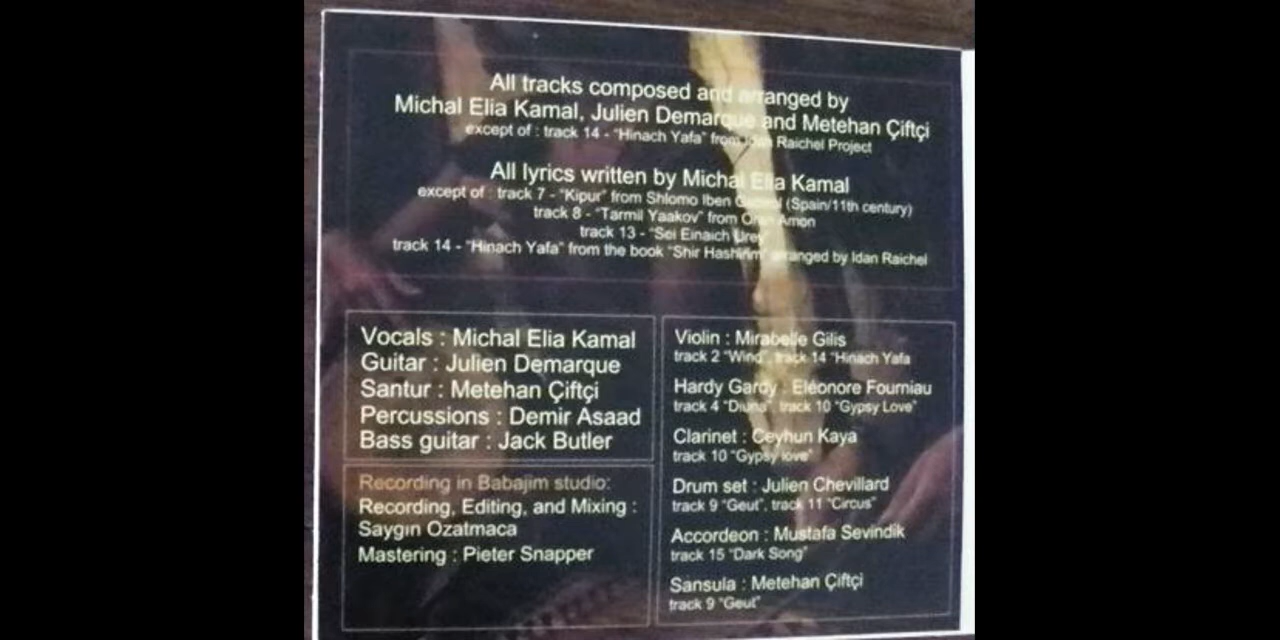 All tracks composed and arranged by
Michal Elia Kamal, Julien Demarque and Metehan Çiftçi
except of : track 14 - "Hinach Yafa" from Idan Raichel Project
All lyrics written by Michal Elia Kamal
except of : track 7 - "Kipur" from Shlomo Iben (Spain/11th century)
track 8 - "Tarmil Yaakov" from Amon
track 13 - "Sei Einaich Urey"
track 14 - "Hinach Yafa" from the book "Shir Hashirim" arranged by Idan Raichel
Vocals : Michal Elia Kamal
Guitar : Julien Demarque
Santur : Metehan Çiftçi
Percussions : Demir Asaad
Bass guitar : Jack Butler
Recording in Babajim studio:
Recording, Editing, and Mixing :
Saygın Ozatmaca
Mastering : Pieter Snapper
Violin : Mirabelle Gilis
track 2 "Wind", track 14 "Hinach Yafa
Hardy Gardy : Eléonore Fourniau
track 4 "Diuna", track 10 "Gypsy Love"
Clarinet : Ceyhun Kaya
track 10 "Gypsy love"
Drum set : Julien Chevillard
track 9 "Geut", track 11 "Circus"
Accordeon : Mustafa Sevindik
track 15 "Dark Song"
Sansula : Metehan Çiftçi
track 9 "Geut"